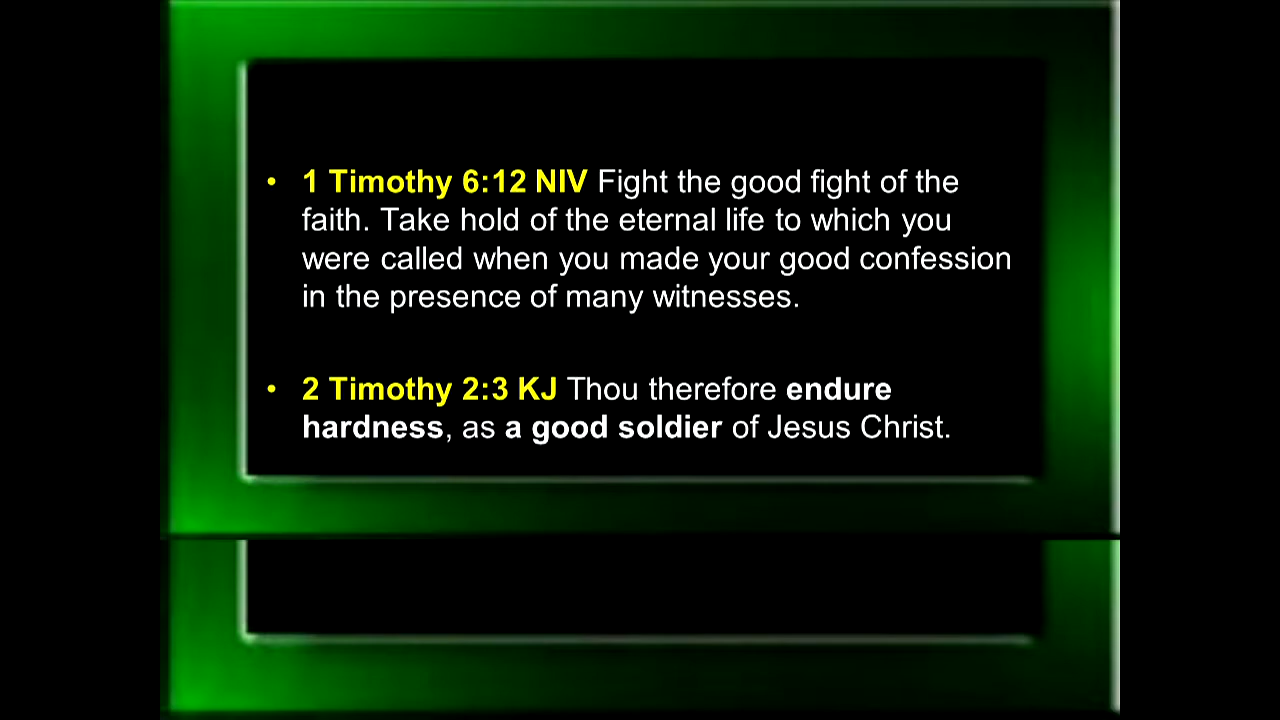 • 1 Timothy 6:12 NIV Fight the good fight of the
faith. Take hold of the eternal life to which you
were called when you made your good confession
in the presence of many witnesses.
• 2 Timothy 2:3 KJ Thou therefore endure
hardness, as a good soldier of Jesus Christ.